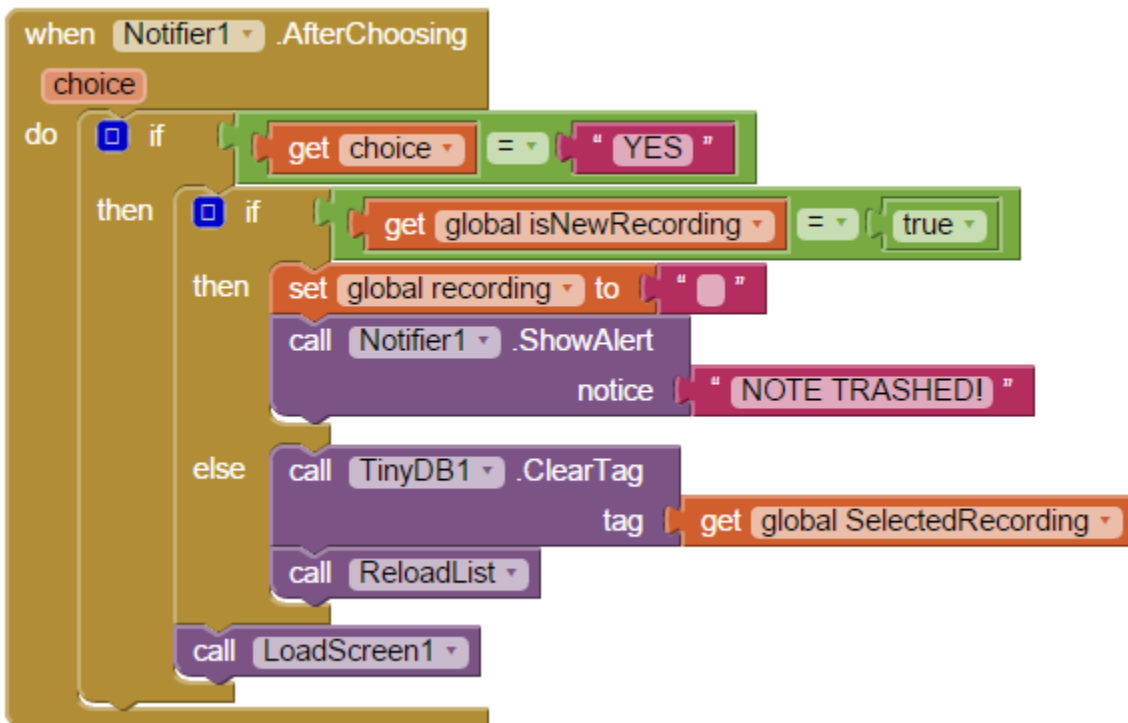 when Notifier1 .AfterChoosing
choice
do if get choice = " YES "
then if get global isNewRecording = true
then set global recording to " "
call Notifier1 .ShowAlert
notice " NOTE TRASHED! "
else call TinyDB1 .ClearTag
tag get global SelectedRecording
call ReloadList
call LoadScreen1